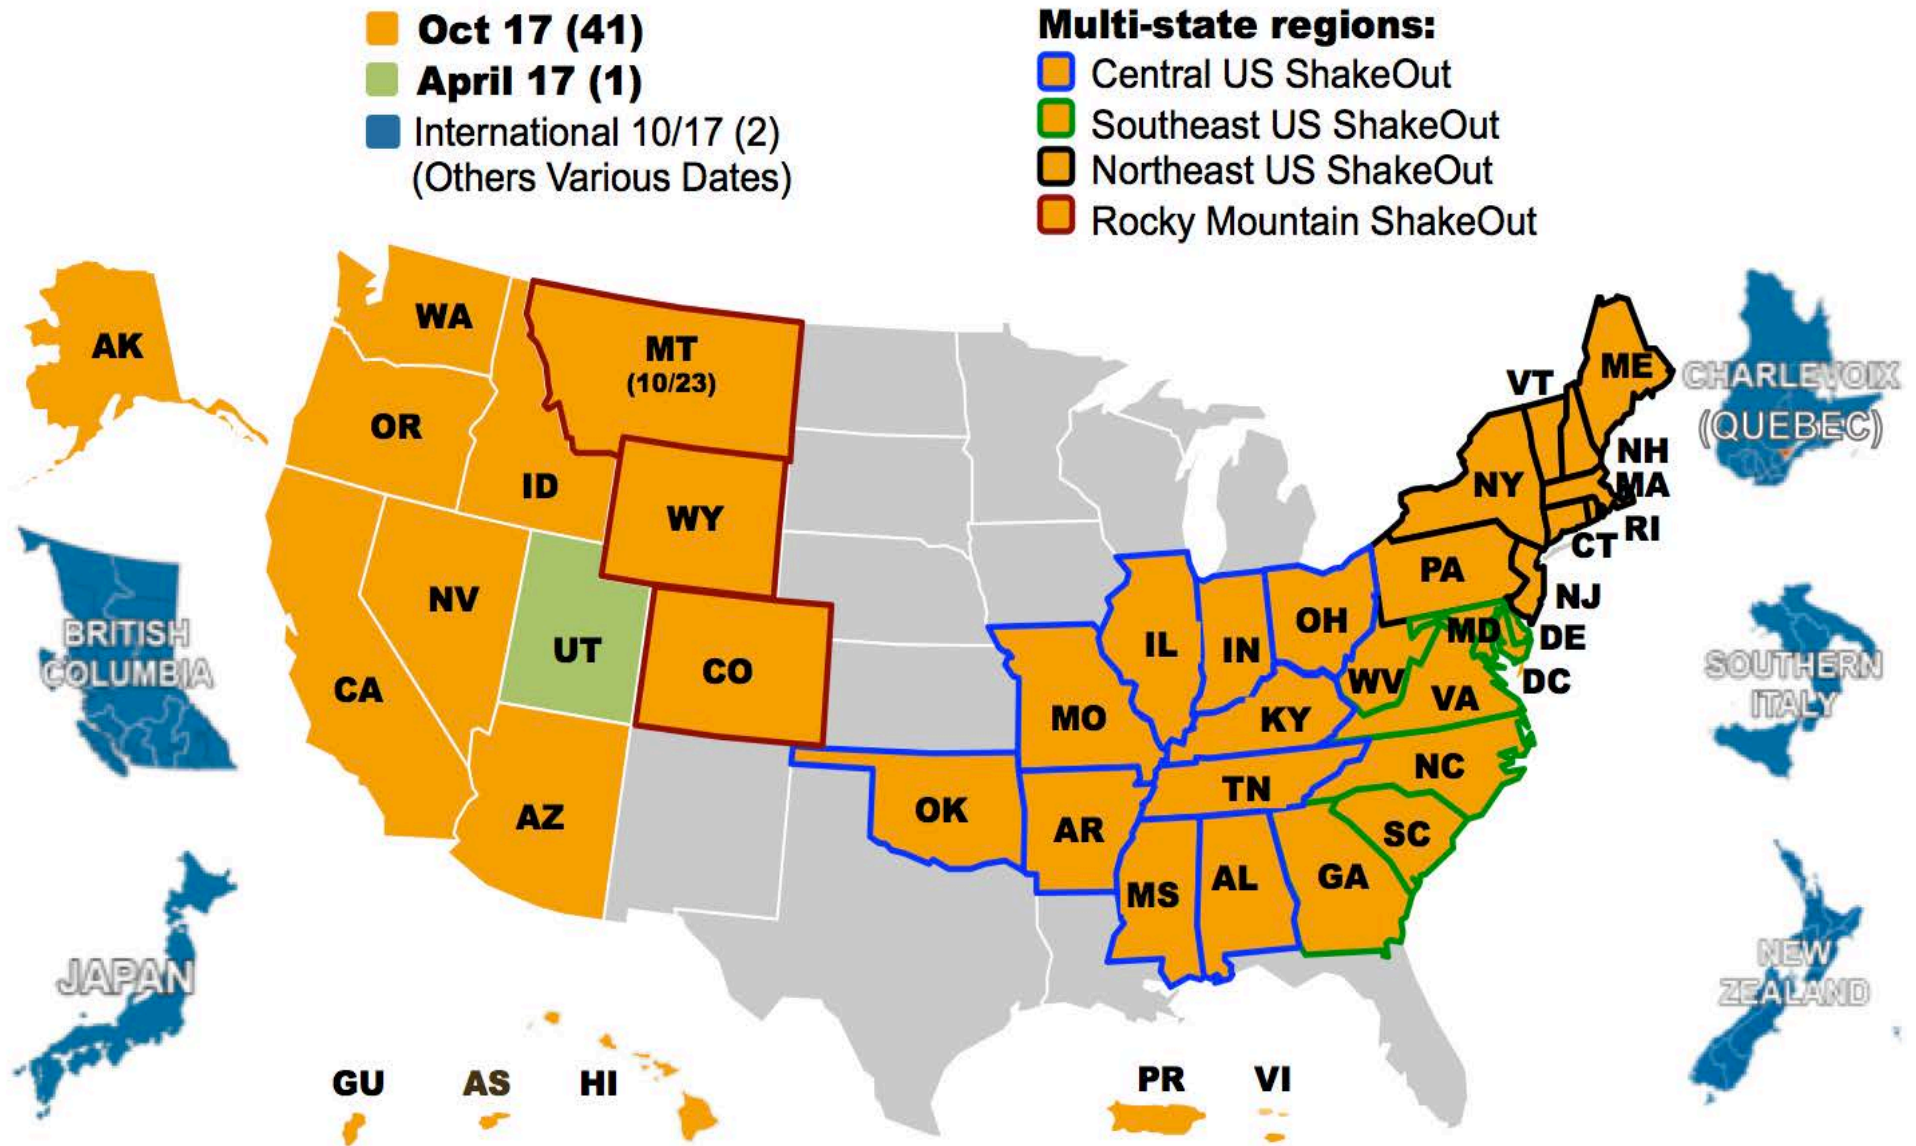 Oct 17 (41)
April 17 (1)
International 10/17 (2)
(Others Various Dates)
Multi-state regions:
Central US ShakeOut
Southeast US ShakeOut
Northeast US ShakeOut
Rocky Mountain ShakeOut
AK
WA
MT
(10/23)
OR
ID
WY
NV
UT
CA
CO
AZ
OK
MO
AR
IL
IN
OH
KY
TN
MS
AL
GA
SC
NC
VA
WV
MD
DE
DC
PA
NJ
NY
CT
RI
MA
NH
VT
ME
CHARLEVOIX
(QUEBEC)
BRITISH
COLUMBIA
SOUTHERN
ITALY
JAPAN
NEW
ZEALAND
GU
AS
HI
PR
VI